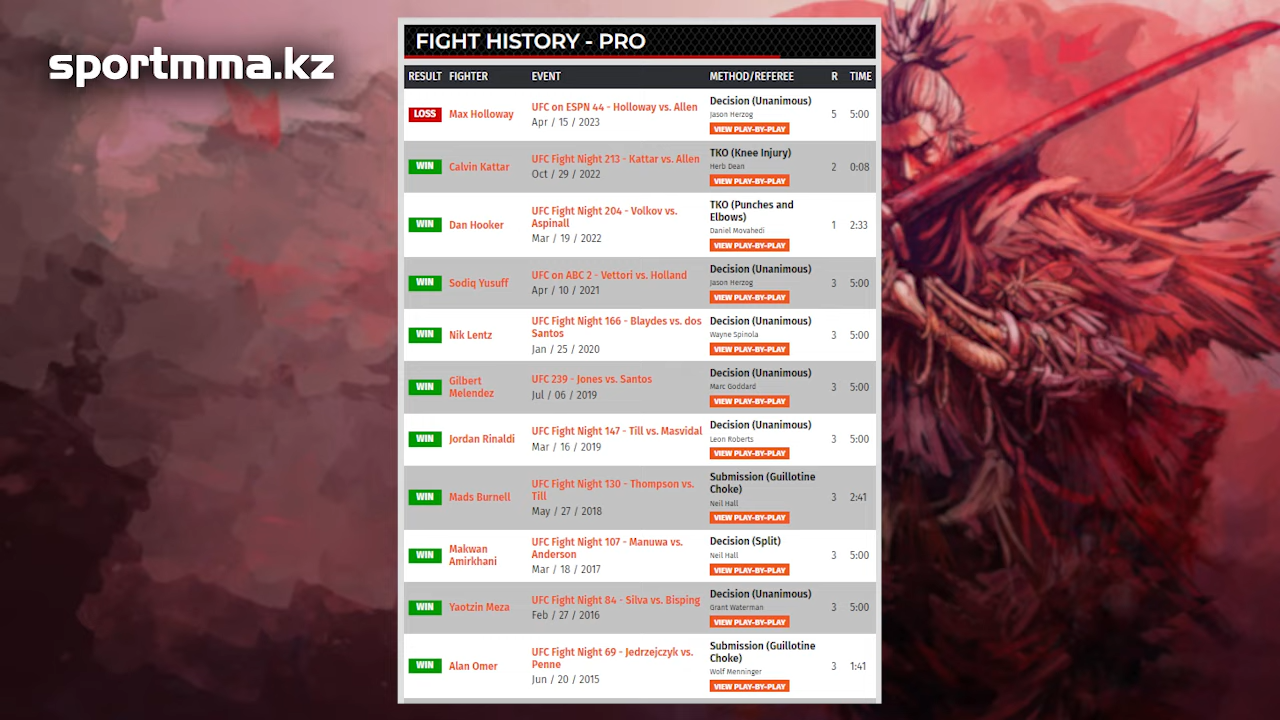 sportmma.kz
FIGHT HISTORY - PRO
RESULT FIGHTER EVENT METHOD/REFEREE R TIME
LOSS Max Holloway UFC on ESPN 44 - Holloway vs. Allen Apr / 15 / 2023 Decision (Unanimous) Jason Herzog VIEW PLAY-BY-PLAY 5 5:00
WIN Calvin Kattar UFC Fight Night 213 - Kattar vs. Allen Oct / 29 / 2022 TKO (Knee Injury) Herb Dean VIEW PLAY-BY-PLAY 2 0:08
WIN Dan Hooker UFC Fight Night 204 - Volkov vs. Aspinall Mar / 19 / 2022 TKO (Punches and Elbows) Daniel Movahedi VIEW PLAY-BY-PLAY 1 2:33
WIN Sodiq Yusuff UFC on ABC 2 - Vettori vs. Holland Apr / 10 / 2021 Decision (Unanimous) Jason Herzog VIEW PLAY-BY-PLAY 3 5:00
WIN Nik Lentz UFC Fight Night 166 - Blaydes vs. dos Santos Jan / 25 / 2020 Decision (Unanimous) Wayne Spinola VIEW PLAY-BY-PLAY 3 5:00
WIN Gilbert Melendez UFC 239 - Jones vs. Santos Jul / 06 / 2019 Decision (Unanimous) Marc Goddard VIEW PLAY-BY-PLAY 3 5:00
WIN Jordan Rinaldi UFC Fight Night 147 - Till vs. Masvidal Mar / 16 / 2019 Decision (Unanimous) Leon Roberts VIEW PLAY-BY-PLAY 3 5:00
WIN Mads Burnell UFC Fight Night 130 - Thompson vs. Till May / 27 / 2018 Submission (Guillotine Choke) Neil Hall VIEW PLAY-BY-PLAY 3 2:41
WIN Makwan Amirkhani UFC Fight Night 107 - Manuwa vs. Anderson Mar / 18 / 2017 Decision (Split) Neil Hall VIEW PLAY-BY-PLAY 3 5:00
WIN Yaotzin Meza UFC Fight Night 84 - Silva vs. Bisping Feb / 27 / 2016 Decision (Unanimous) Grant Waterman VIEW PLAY-BY-PLAY 3 5:00
WIN Alan Omer UFC Fight Night 69 - Jedrzejczyk vs. Penne Jun / 20 / 2015 Submission (Guillotine Choke) Wolf Menninger VIEW PLAY-BY-PLAY 3 1:41